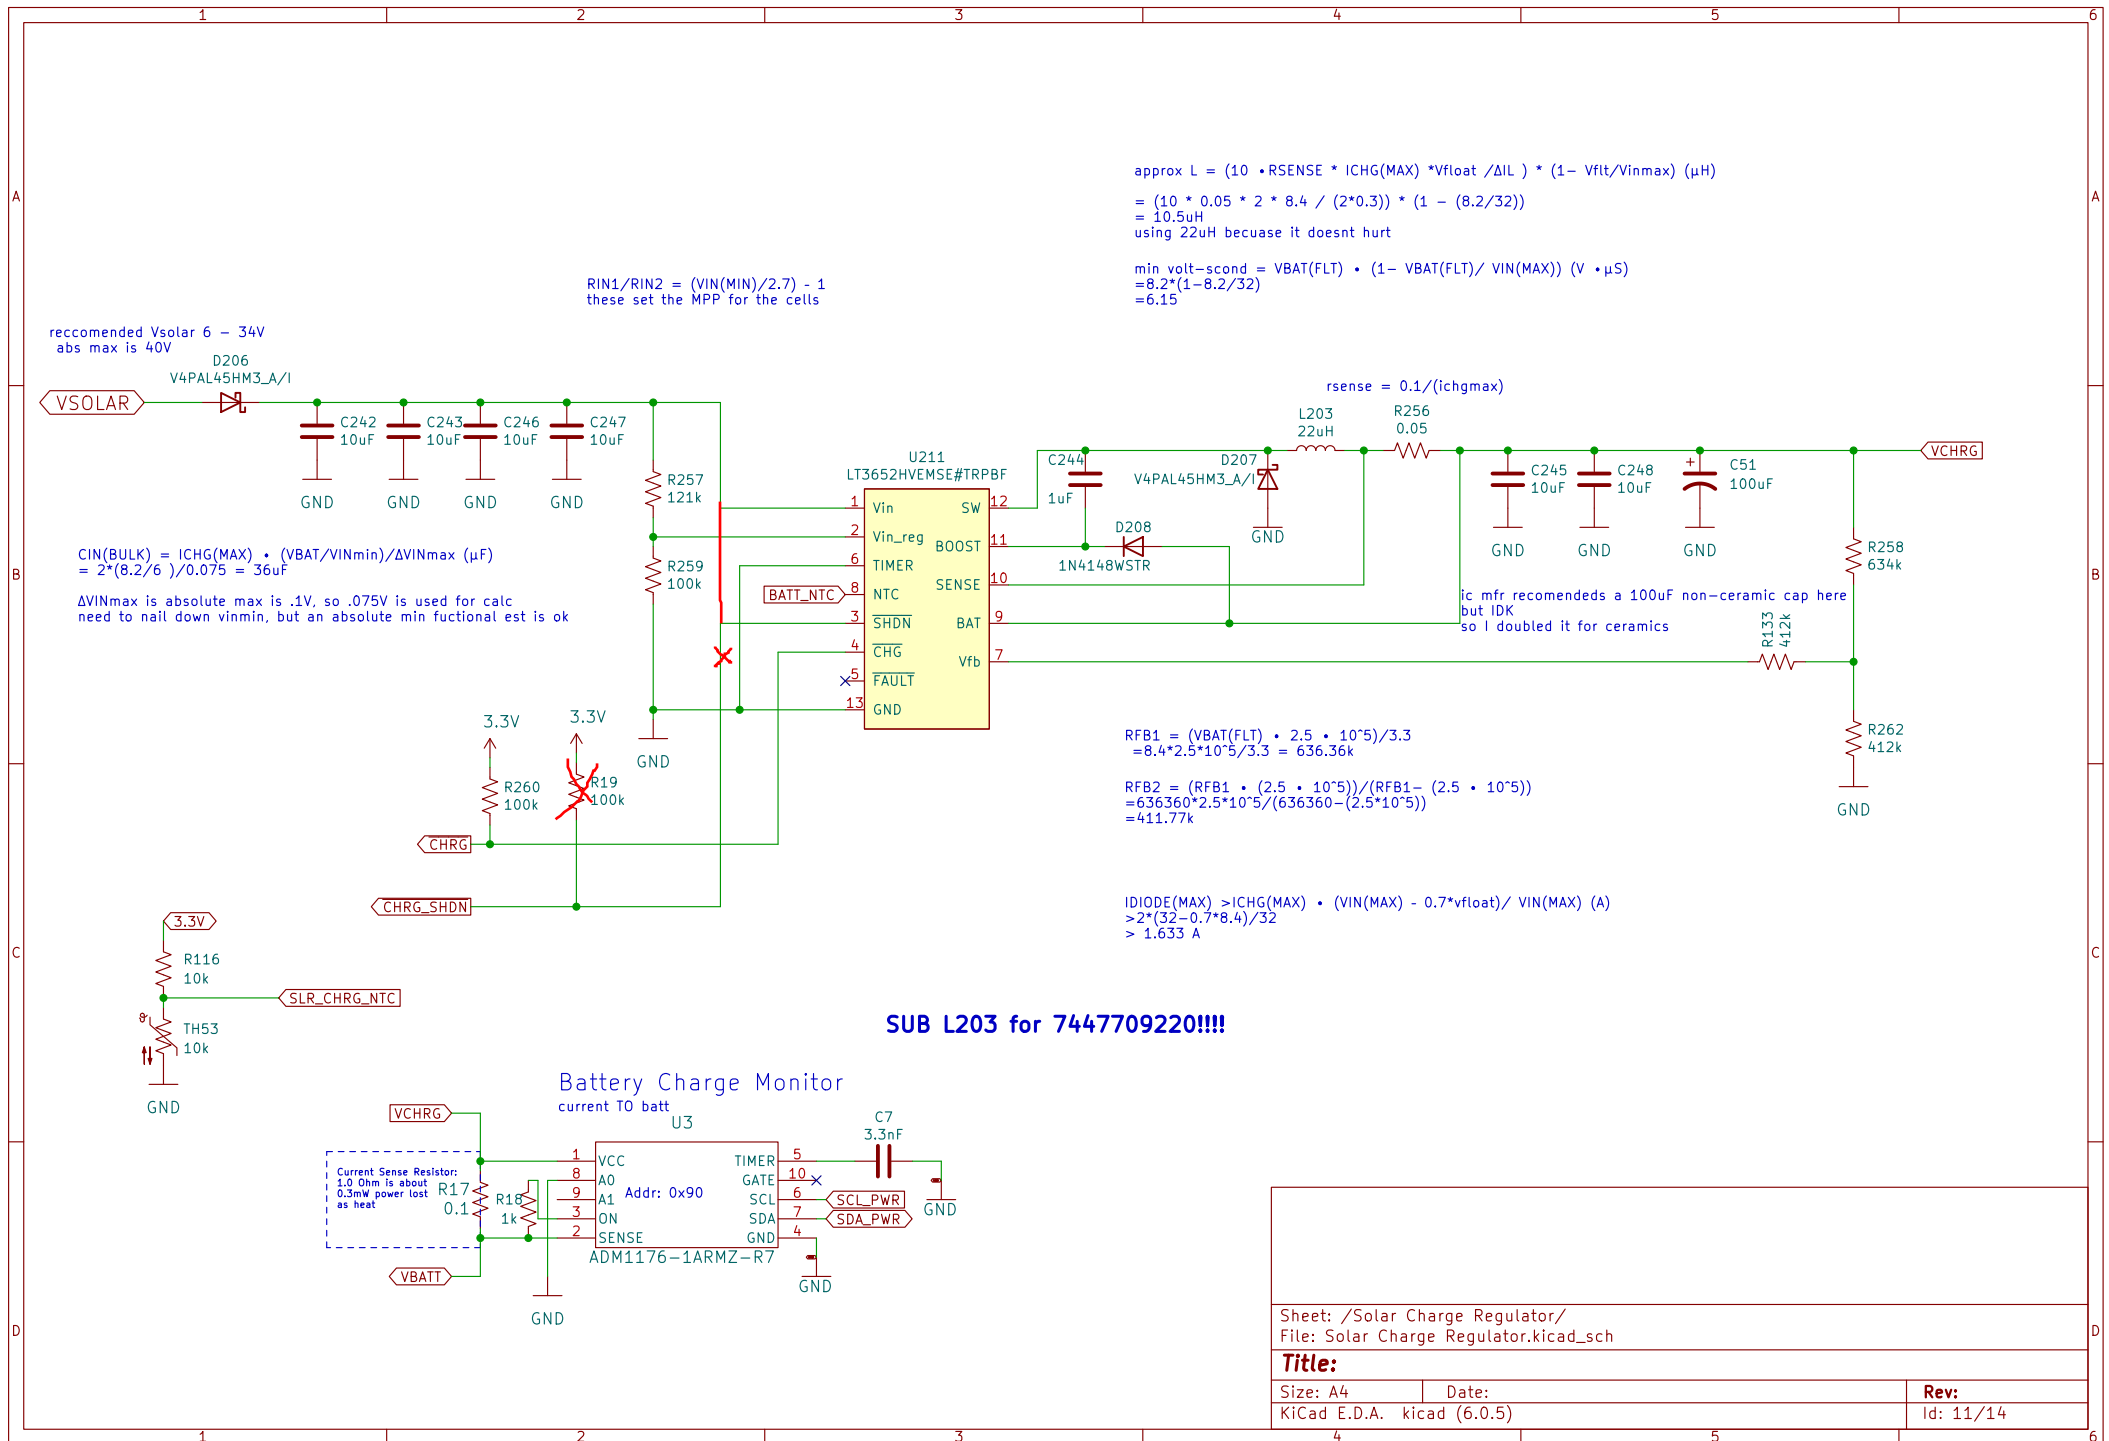 1 2 3 4 5 6
A A
approx L = (10 •RSENSE * ICHG(MAX) *Vfloat /ΔIL ) * (1- Vflt/Vinmax) (μH)
= (10 * 0.05 * 2 * 8.4 / (2*0.3)) * (1 - (8.2/32))
= 10.5uH
using 22uH becuase it doesnt hurt
min volt-scond = VBAT(FLT) • (1- VBAT(FLT)/ VIN(MAX)) (V •μS)
=8.2*(1-8.2/32)
=6.15
RIN1/RIN2 = (VIN(MIN)/2.7) - 1
these set the MPP for the cells
reccomended Vsolar 6 - 34V
abs max is 40V
D206
V4PAL45HM3_A/I
VSOLAR
C242
10uF
C243
10uF
C246
10uF
C247
10uF
GND GND GND GND
R257
121k
R259
100k
GND
CIN(BULK) = ICHG(MAX) • (VBAT/VINmin)/ΔVINmax (μF)
= 2*(8.2/6 )/0.075 = 36uF
ΔVINmax is absolute max is .1V, so .075V is used for calc
need to nail down vinmin, but an absolute min fuctional est is ok
B B
U211
LT3652HVEMSE#TRPBF
1 Vin SW 12
2 Vin_reg
BOOST 11
6 TIMER
SENSE 10
BATT_NTC 8 NTC
3 SHDN BAT 9
4 CHG
Vfb 7
5 FAULT
13 GND
C244
1uF
D208
1N4148WSTR
D207
V4PAL45HM3_A/I
GND
rsense = 0.1/(ichgmax)
L203
22uH
R256
0.05
C245
10uF
C248
10uF
C51
100uF
+
GND GND GND
VCHRG
ic mfr recomendeds a 100uF non-ceramic cap here
but IDK
so I doubled it for ceramics
R258
634k
R133
412k
R262
412k
GND
RFB1 = (VBAT(FLT) • 2.5 • 10^5)/3.3
=8.4*2.5*10^5/3.3 = 636.36k
RFB2 = (RFB1 • (2.5 • 10^5))/(RFB1- (2.5 • 10^5))
=636360*2.5*10^5/(636360-(2.5*10^5))
=411.77k
3.3V
3.3V
R260
100k
R19
100k
CHRG
CHRG_SHDN
IDIODE(MAX) >ICHG(MAX) • (VIN(MAX) - 0.7*vfloat)/ VIN(MAX) (A)
>2*(32-0.7*8.4)/32
> 1.633 A
C C
3.3V
R116
10k
SLR_CHRG_NTC
TH53
10k
GND
SUB L203 for 7447709220!!!!
Battery Charge Monitor
current TO batt
U3
C7
3.3nF
VCHRG
Current Sense Resistor:
1.0 Ohm is about
0.3mW power lost
as heat
R17
0.1
R18
1k
1 VCC TIMER 5
8 A0 GATE 10
9 A1 Addr: 0x90 SCL 6 SCL_PWR
3 ON SDA 7 SDA_PWR
2 SENSE GND 4
ADM1176-1ARMZ-R7
VBATT
GND
GND
GND
D D
Sheet: /Solar Charge Regulator/
File: Solar Charge Regulator.kicad_sch
Title:
Size: A4 Date: Rev:
KiCad E.D.A. kicad (6.0.5) Id: 11/14
1 2 3 4 5 6